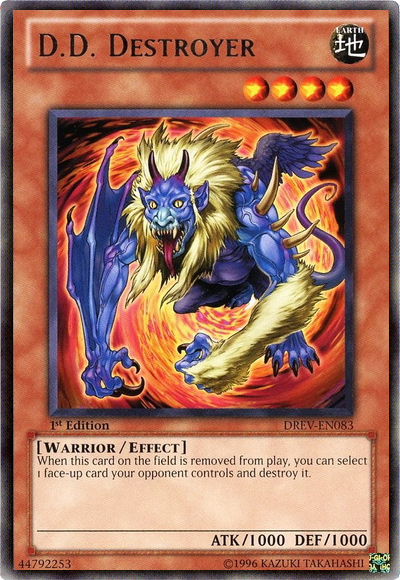 D.D. DESTROYER
EARTH
地
1st Edition
DREV-EN083
[WARRIOR / EFFECT]
When this card on the field is removed from play, you can select
1 face-up card your opponent controls and destroy it.
ATK/1000 DEF/1000
44792253
©1996 KAZUKI TAKAHASHI